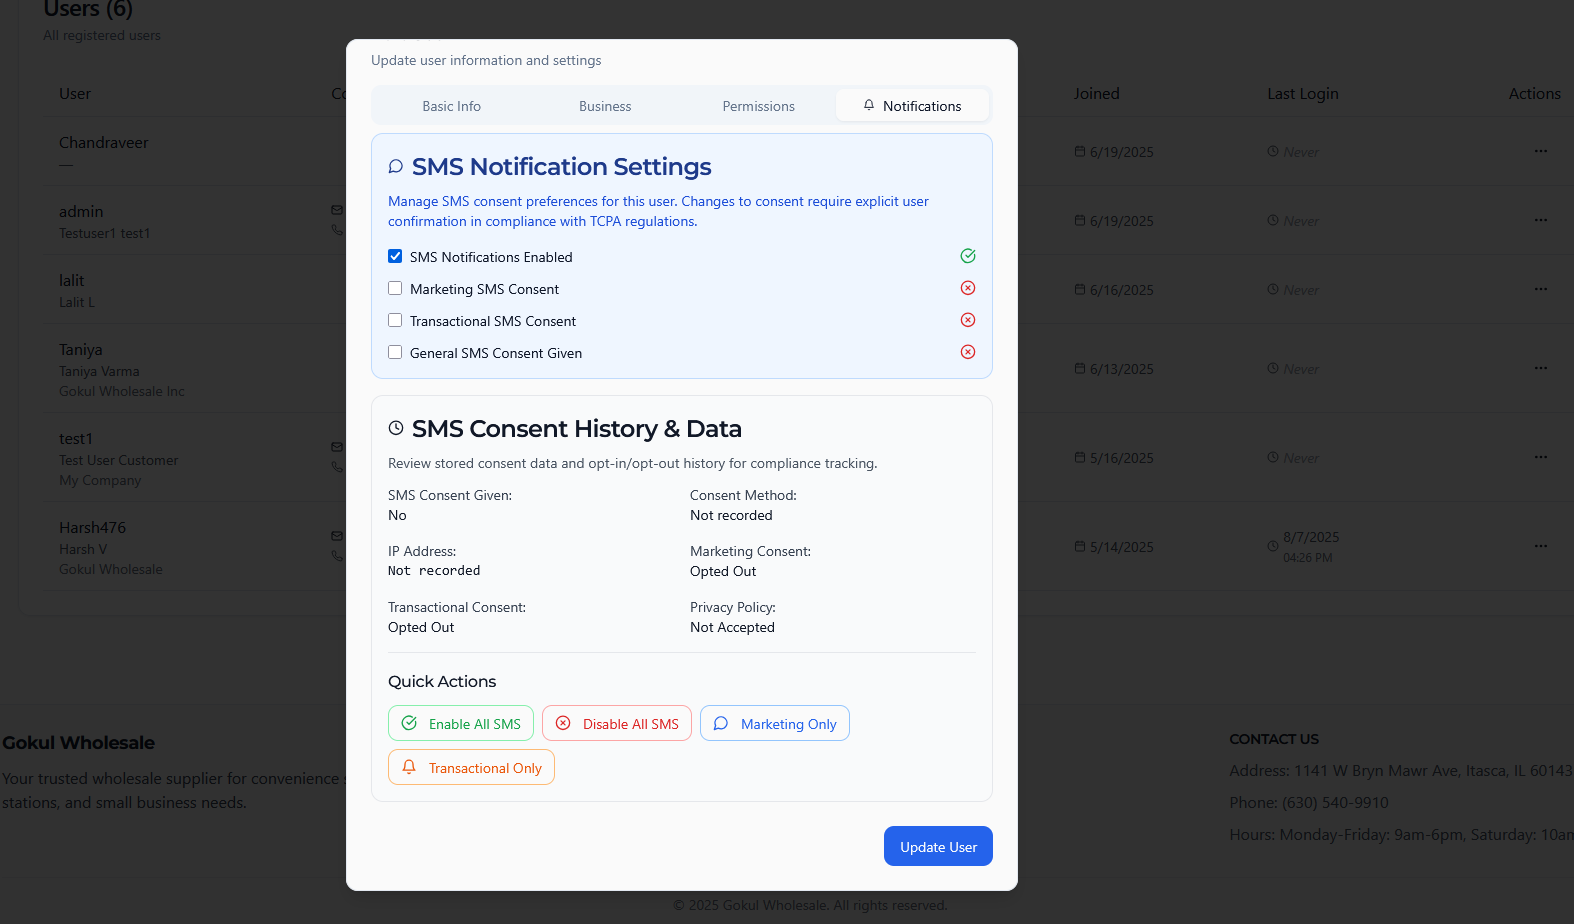 Users (6)
All registered users
User
Co
Joined
Last Login
Actions
Chandraveer
—
6/19/2025
Never
admin
Testuser1 test1
6/19/2025
Never
lalit
Lalit L
6/16/2025
Never
Taniya
Taniya Varma
Gokul Wholesale Inc
6/13/2025
Never
test1
Test User Customer
My Company
5/16/2025
Never
Harsh476
Harsh V
Gokul Wholesale
5/14/2025
8/7/2025
04:26 PM
Update user information and settings
Basic Info
Business
Permissions
Notifications
SMS Notification Settings
Manage SMS consent preferences for this user. Changes to consent require explicit user
confirmation in compliance with TCPA regulations.
SMS Notifications Enabled
Marketing SMS Consent
Transactional SMS Consent
General SMS Consent Given
SMS Consent History & Data
Review stored consent data and opt-in/opt-out history for compliance tracking.
SMS Consent Given:
No
Consent Method:
Not recorded
IP Address:
Not recorded
Marketing Consent:
Opted Out
Transactional Consent:
Opted Out
Privacy Policy:
Not Accepted
Quick Actions
Enable All SMS
Disable All SMS
Marketing Only
Transactional Only
Update User
Gokul Wholesale
Your trusted wholesale supplier for convenience s
stations, and small business needs.
CONTACT US
Address: 1141 W Bryn Mawr Ave, Itasca, IL 60143
Phone: (630) 540-9910
Hours: Monday-Friday: 9am-6pm, Saturday: 10am
© 2025 Gokul Wholesale. All rights reserved.